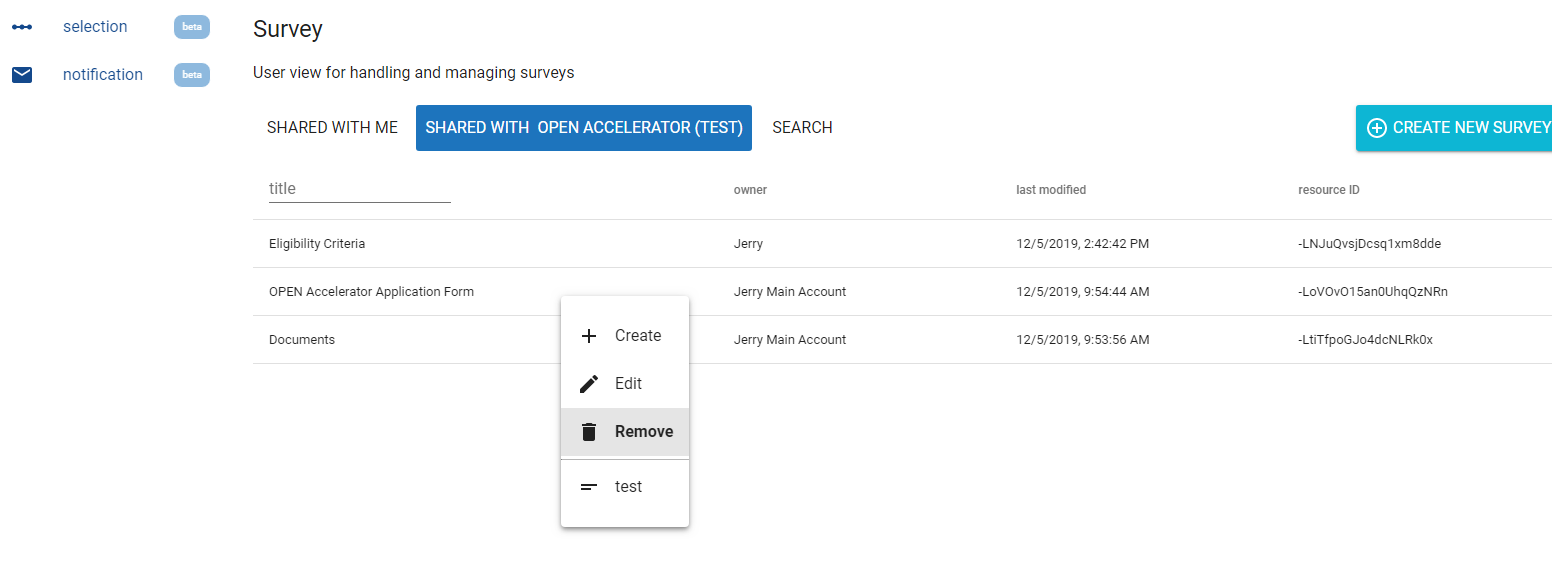 selection beta
notification beta
Survey
User view for handling and managing surveys
SHARED WITH ME SHARED WITH OPEN ACCELERATOR (TEST) SEARCH CREATE NEW SURVEY
title owner last modified resource ID
Eligibility Criteria Jerry 12/5/2019, 2:42:42 PM -LNJuQvsjDcsq1xm8dde
OPEN Accelerator Application Form Jerry Main Account 12/5/2019, 9:54:44 AM -LoVOvO15an0UhqQzNRn
Documents Jerry Main Account 12/5/2019, 9:53:56 AM -LtiTfpoGJo4dcNLRk0x
Create
Edit
Remove
test